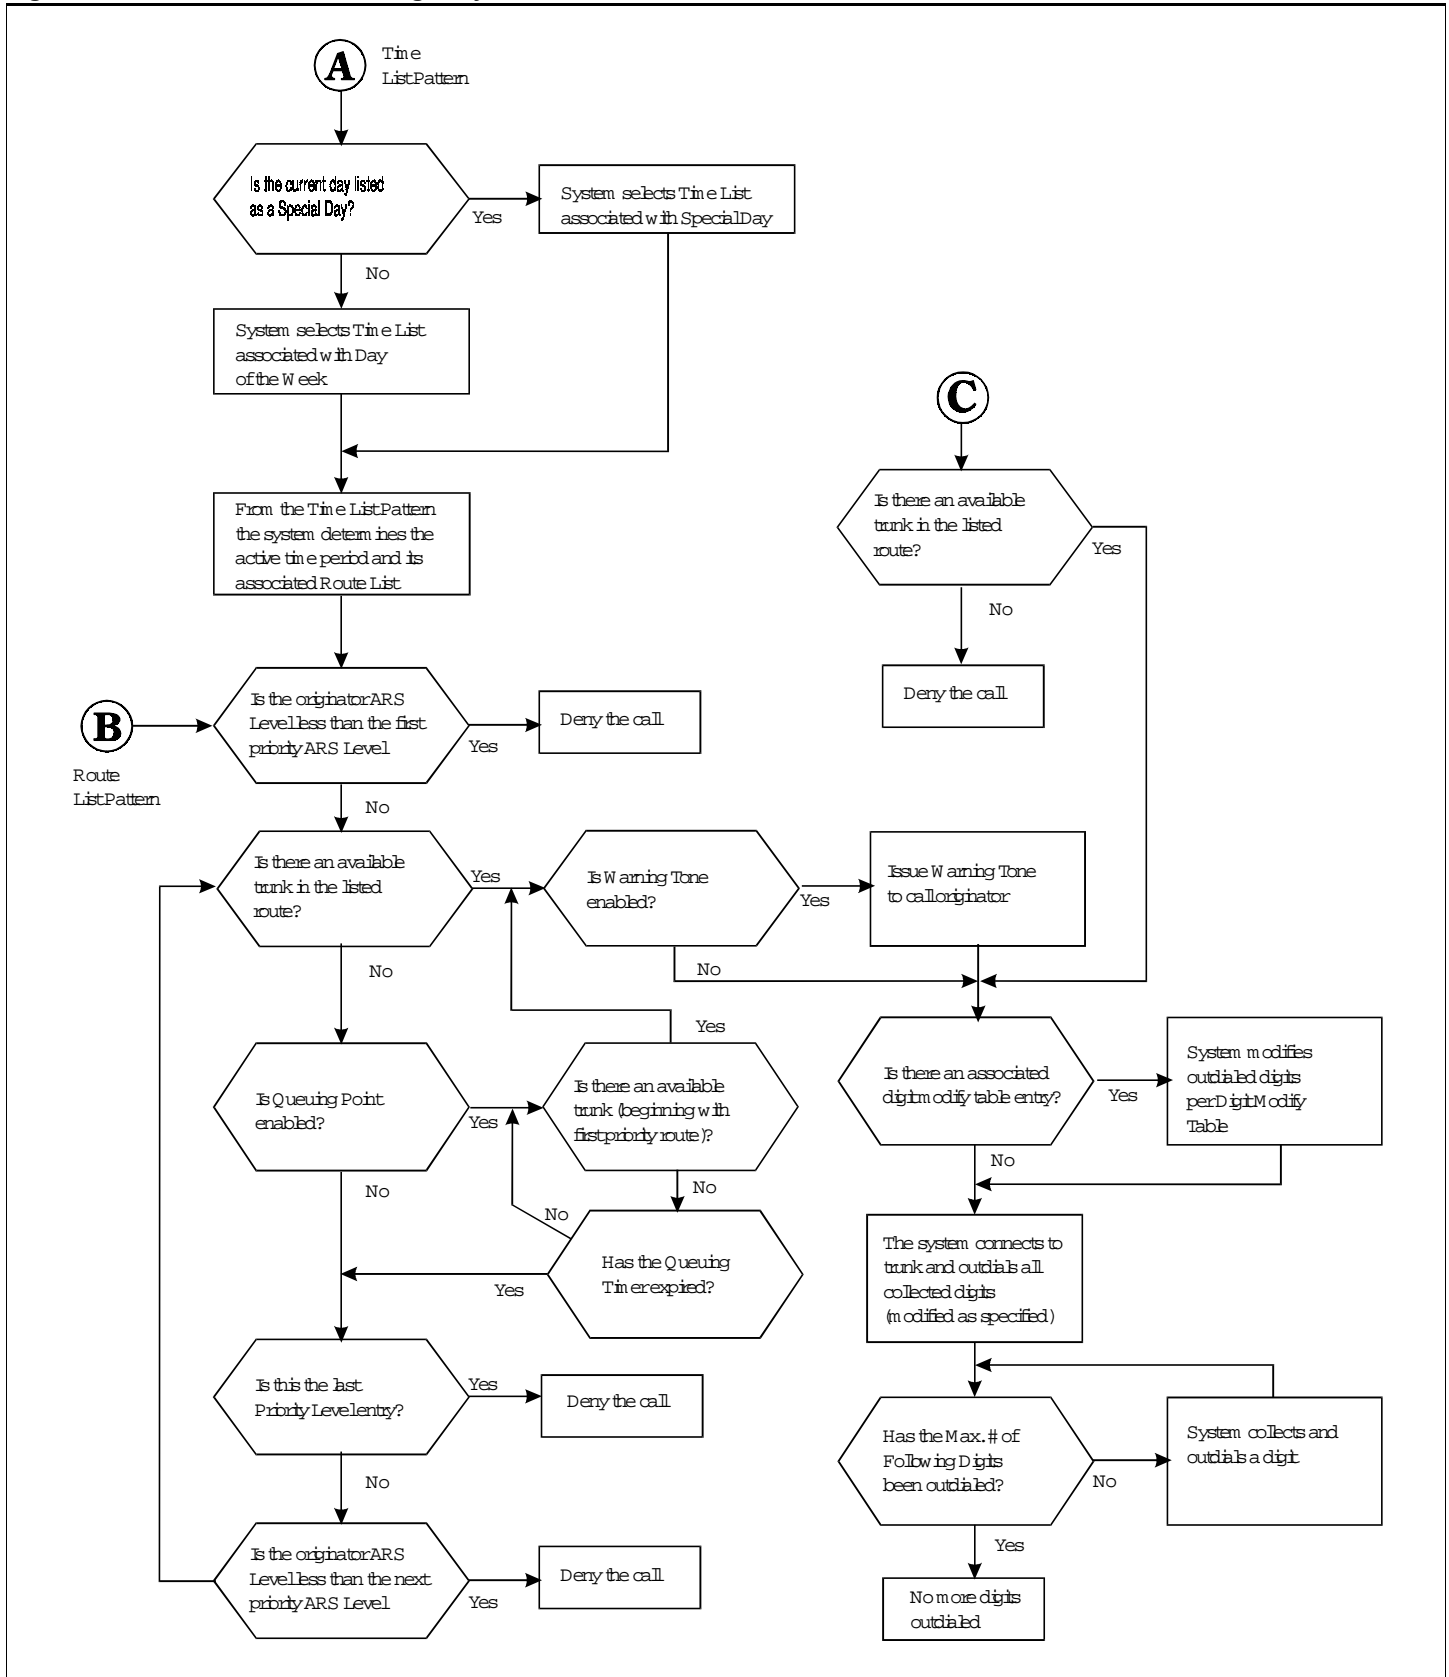 A
Time
List Pattern
Is the current day listed
as a Special Day?
Yes
System selects Time List
associated with Special Day
No
System selects Time List
associated with Day
of the Week
From the Time List Pattern
the system determines the
active time period and its
associated Route List
B
Route
List Pattern
Is the originator ARS
Level less than the first
priority ARS Level
Yes
Deny the call
No
Is there an available
trunk in the listed
route?
Yes
Is Warning Tone
enabled?
Yes
Issue Warning Tone
to call originator
No
No
Is Queuing Point
enabled?
Yes
Is there an available
trunk (beginning with
first priority route)?
Yes
No
No
Has the Queuing
Timer expired?
No
Yes
Is this the last
Priority Level entry?
Yes
Deny the call
No
Is the originator ARS
Level less than the next
priority ARS Level
Yes
Deny the call
C
Is there an available
trunk in the listed
route?
Yes
No
Deny the call
Is there an associated
digit modify table entry?
Yes
System modifies
outdialed digits
per Digit Modify
Table
No
The system connects to
trunk and outdials all
collected digits
(modified as specified)
Has the Max. # of
Following Digits
been outdialed?
No
System collects and
outdials a digit
Yes
No more digits
outdialed